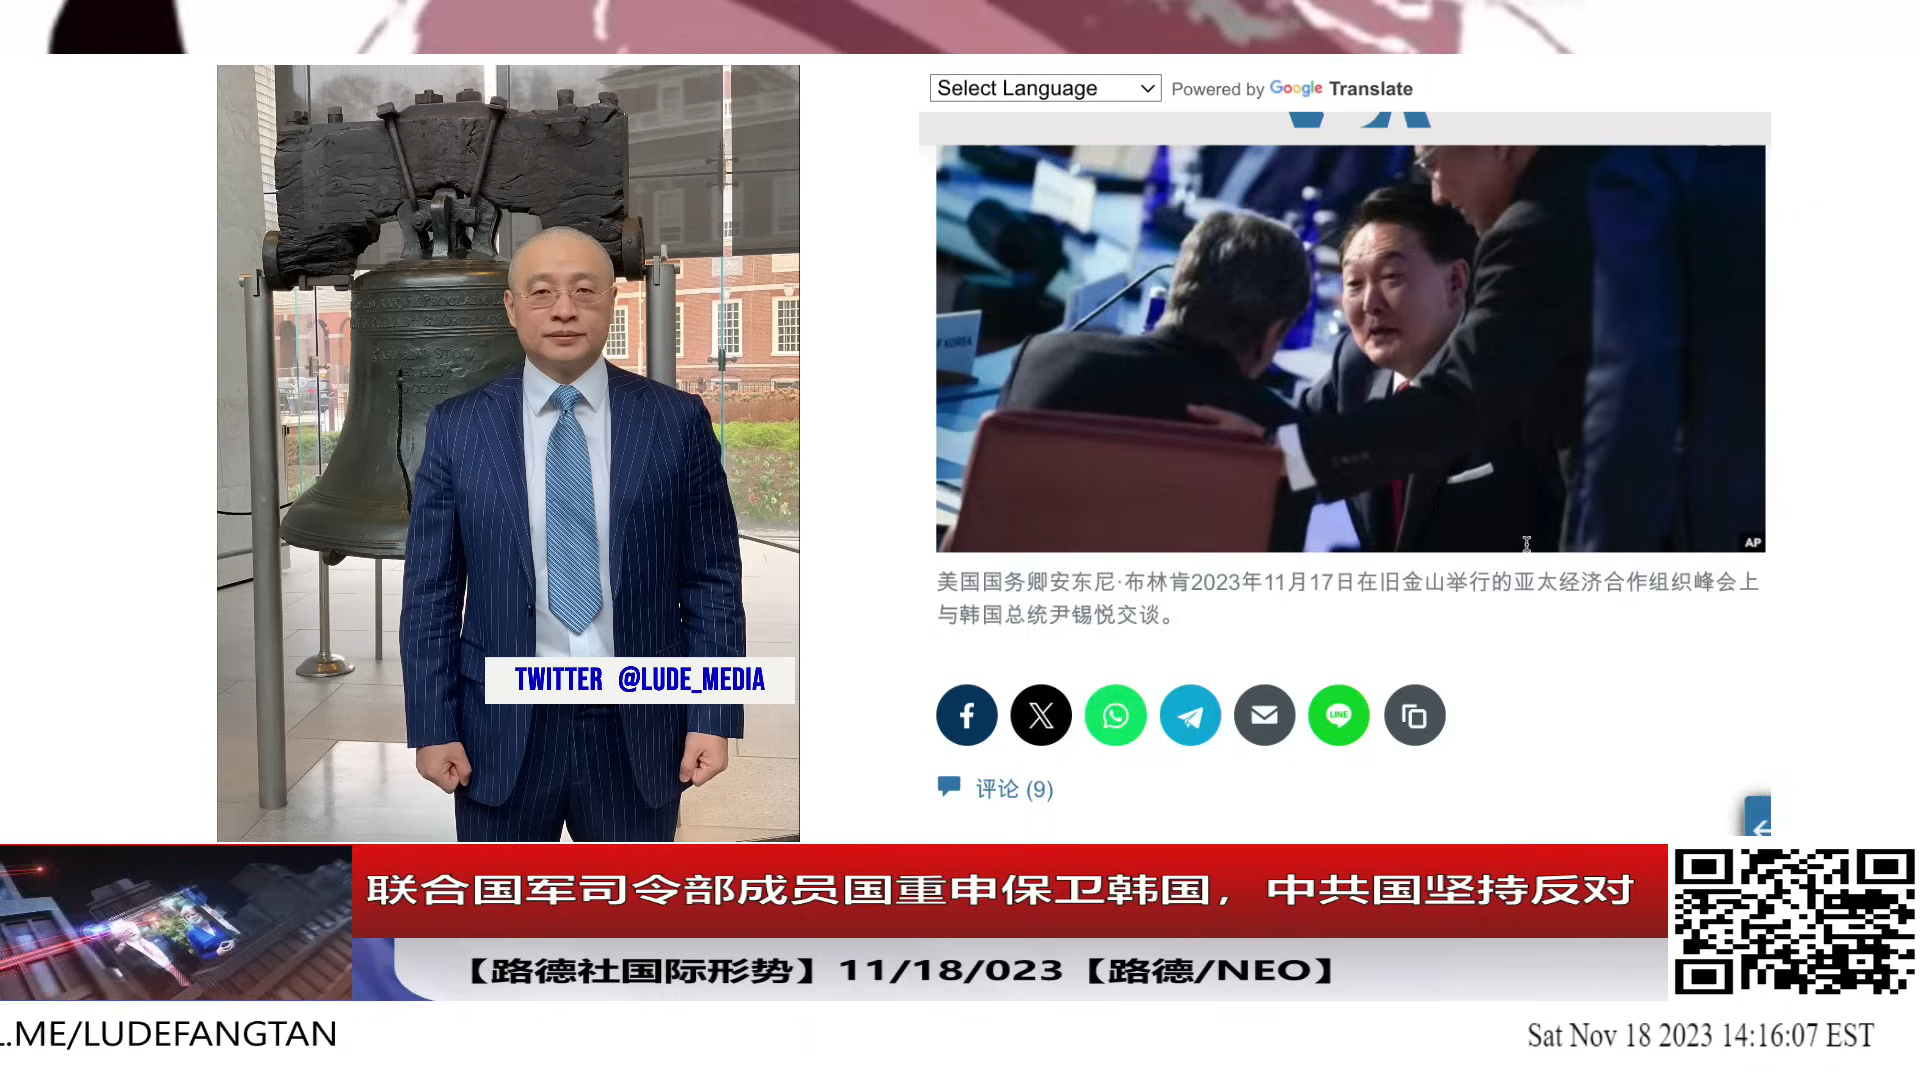 Select Language
Powered by Google Translate
F KOREA
AP
美国国务卿安东尼·布林肯2023年11月17日在旧金山举行的亚太经济合作组织峰会上
与韩国总统尹锡悦交谈。
TWITTER @LUDE_MEDIA
LINE
评论 (9)
联合国军司令部成员国重申保卫韩国，中共国坚持反对
【路德社国际形势】11/18/023【路德/NEO】
.ME/LUDEFANGTAN
Sat Nov 18 2023 14:16:07 EST